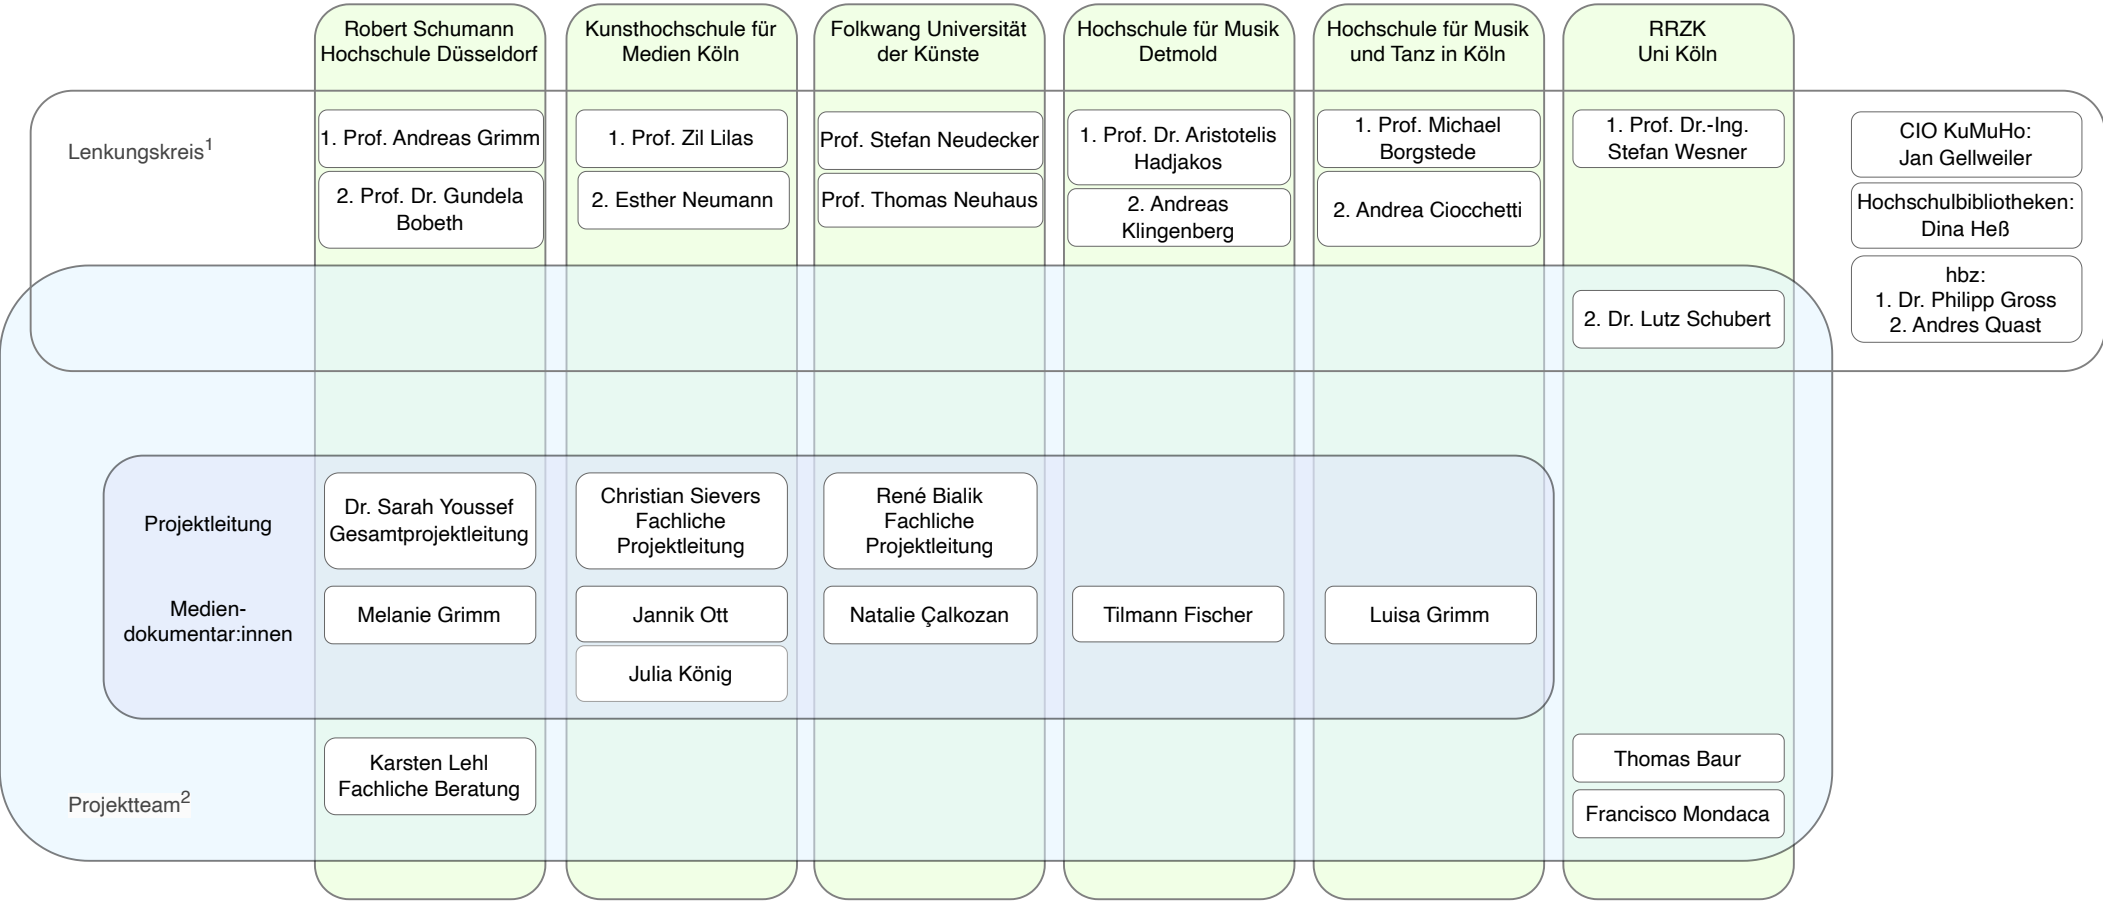 Robert Schumann
Hochschule Düsseldorf
Kunsthochschule für
Medien Köln
Folkwang Universität
der Künste
Hochschule für Musik
Detmold
Hochschule für Musik
und Tanz in Köln
RRZK
Uni Köln
Lenkungskreis¹
1. Prof. Andreas Grimm
2. Prof. Dr. Gundela
Bobeth
1. Prof. Zil Lilas
2. Esther Neumann
Prof. Stefan Neudecker
Prof. Thomas Neuhaus
1. Prof. Dr. Aristotelis
Hadjakos
2. Andreas
Klingenberg
1. Prof. Michael
Borgstede
2. Andrea Ciocchetti
1. Prof. Dr.-Ing.
Stefan Wesner
2. Dr. Lutz Schubert
CIO KuMuHo:
Jan Gellweiler
Hochschulbibliotheken:
Dina Heß
hbz:
1. Dr. Philipp Gross
2. Andres Quast
Projektleitung
Dr. Sarah Youssef
Gesamtprojektleitung
Christian Sievers
Fachliche
Projektleitung
René Bialik
Fachliche
Projektleitung
Medien-
dokumentar:innen
Melanie Grimm
Jannik Ott
Julia König
Natalie Çalkozan
Tilmann Fischer
Luisa Grimm
Projektteam²
Karsten Lehl
Fachliche Beratung
Thomas Baur
Francisco Mondaca